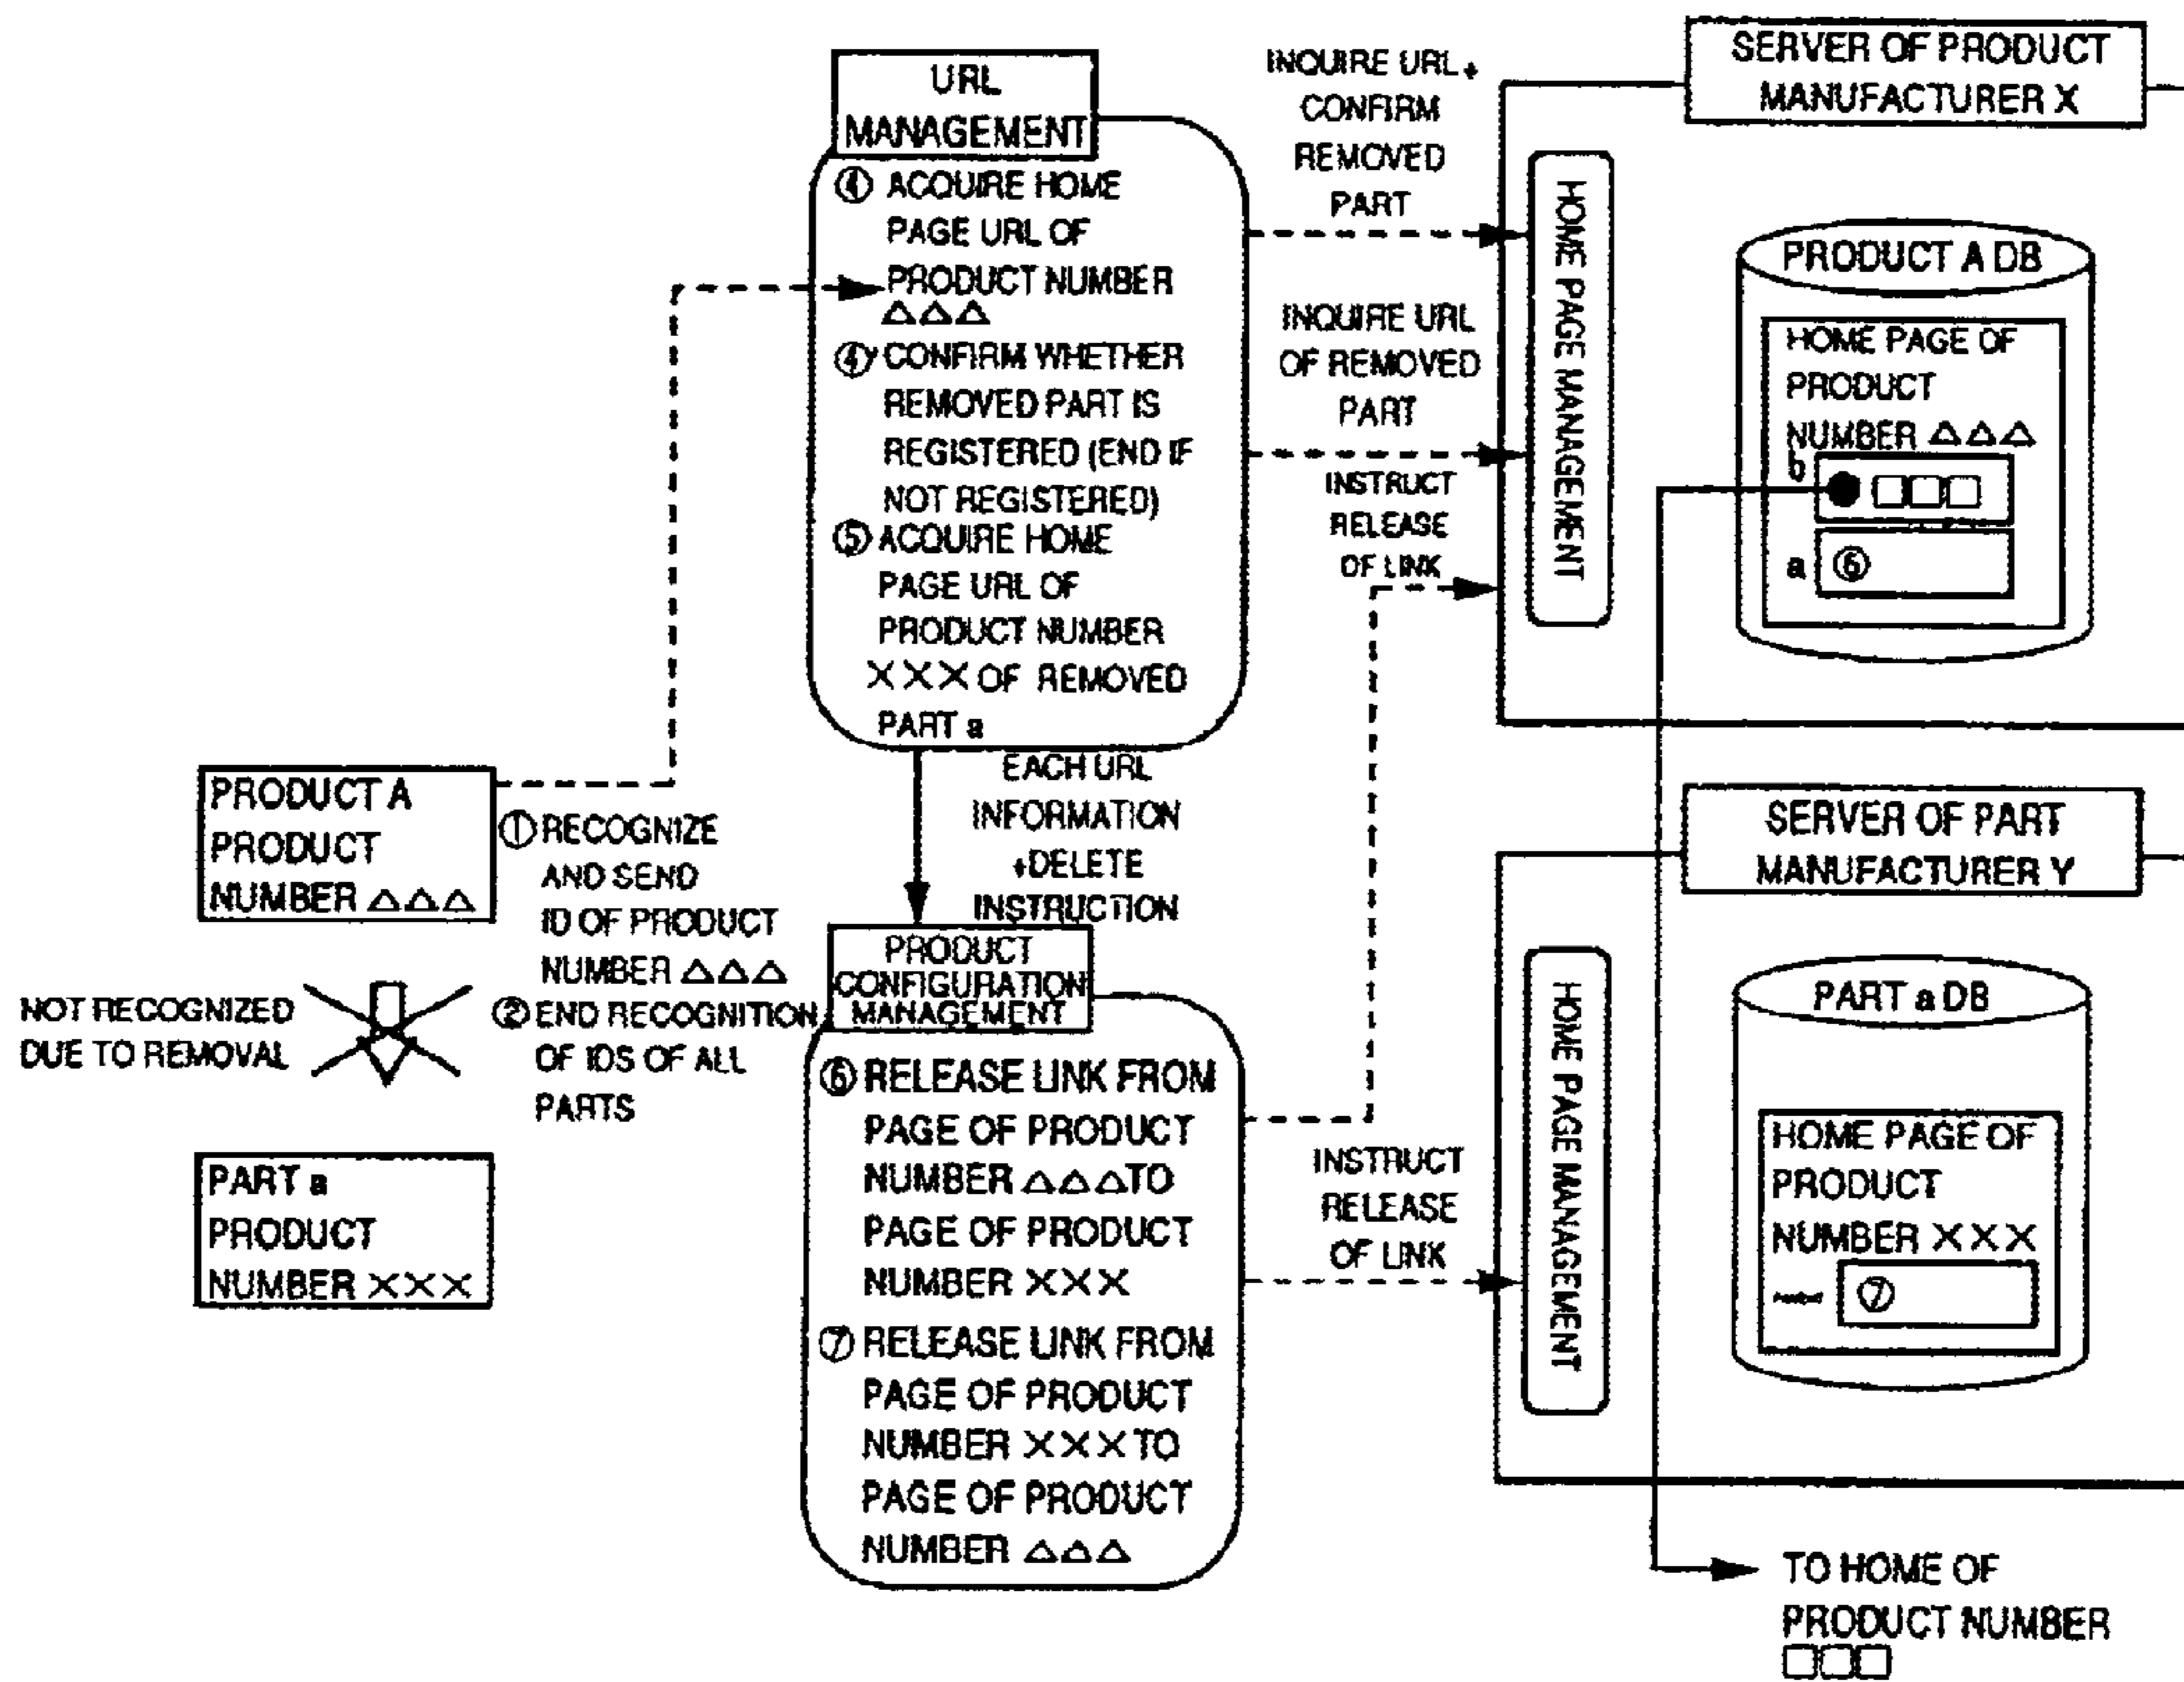 URL
MANAGEMENT
④ ACQUIRE HOME
PAGE URL OF
PRODUCT NUMBER
△△△
④' CONFIRM WHETHER
REMOVED PART IS
REGISTERED (END IF
NOT REGISTERED)
⑤ ACQUIRE HOME
PAGE URL OF
PRODUCT NUMBER
××× OF REMOVED
PART a
INQUIRE URL+
CONFIRM
REMOVED
PART
INQUIRE URL
OF REMOVED
PART
INSTRUCT
RELEASE
OF LINK
SERVER OF PRODUCT
MANUFACTURER X
HOME PAGE MANAGEMENT
PRODUCT A DB
HOME PAGE OF
PRODUCT
NUMBER △△△
b
● □□□
a ⑥
PRODUCT A
PRODUCT
NUMBER △△△
① RECOGNIZE
AND SEND
ID OF PRODUCT
NUMBER △△△
② END RECOGNITION
OF IDS OF ALL
PARTS
NOT RECOGNIZED
DUE TO REMOVAL
PART a
PRODUCT
NUMBER ×××
EACH URL
INFORMATION
+DELETE
INSTRUCTION
PRODUCT
CONFIGURATION
MANAGEMENT
⑥ RELEASE LINK FROM
PAGE OF PRODUCT
NUMBER △△△ TO
PAGE OF PRODUCT
NUMBER ×××
⑦ RELEASE LINK FROM
PAGE OF PRODUCT
NUMBER ××× TO
PAGE OF PRODUCT
NUMBER △△△
INSTRUCT
RELEASE
OF LINK
SERVER OF PART
MANUFACTURER Y
HOME PAGE MANAGEMENT
PART a DB
HOME PAGE OF
PRODUCT
NUMBER ×××
⑦
TO HOME OF
PRODUCT NUMBER
□□□